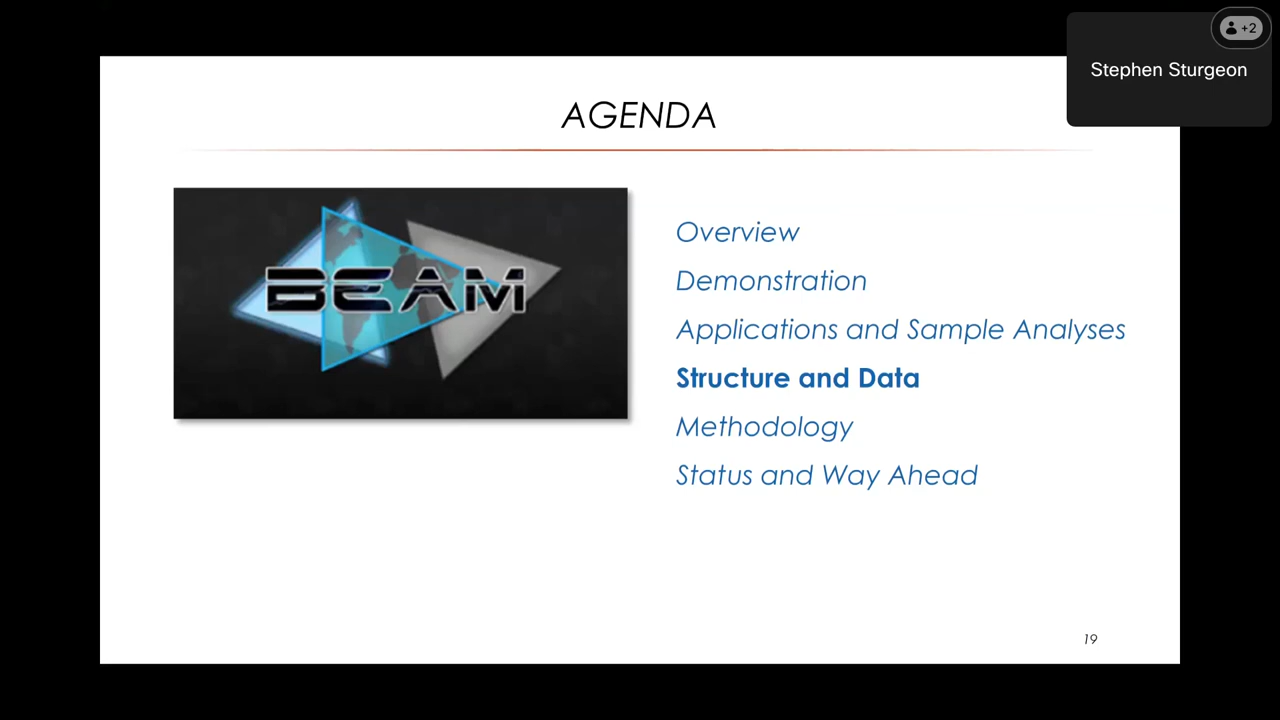 +2
Stephen Sturgeon
AGENDA
BEAM
Overview
Demonstration
Applications and Sample Analyses
Structure and Data
Methodology
Status and Way Ahead
19